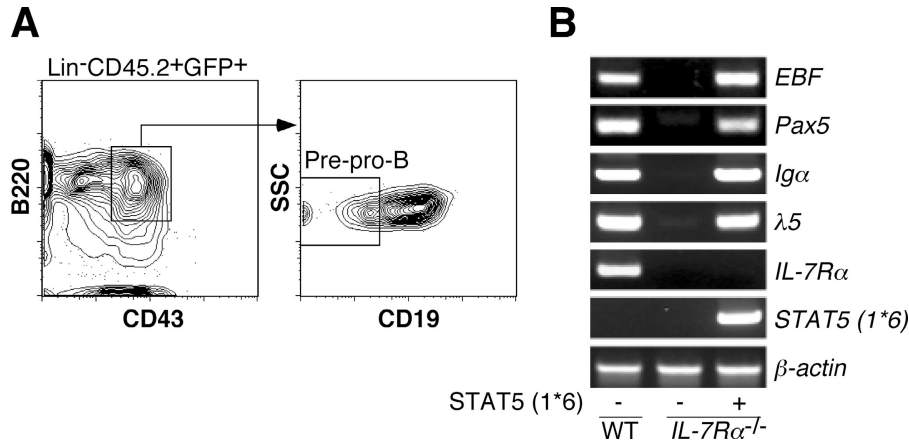 A
Lin-CD45.2+GFP+
B220
CD43
Pre-pro-B
SSC
CD19
B
EBF
Pax5
Igα
λ5
IL-7Rα
STAT5 (1*6)
β-actin
STAT5 (1*6) - - +
WT IL-7Rα-/-